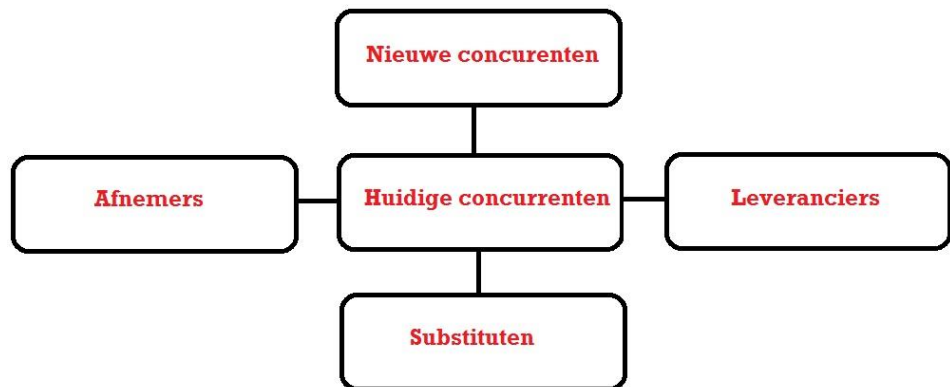 Nieuwe concurenten
Afnemers
Huidige concurrenten
Leveranciers
Substituten